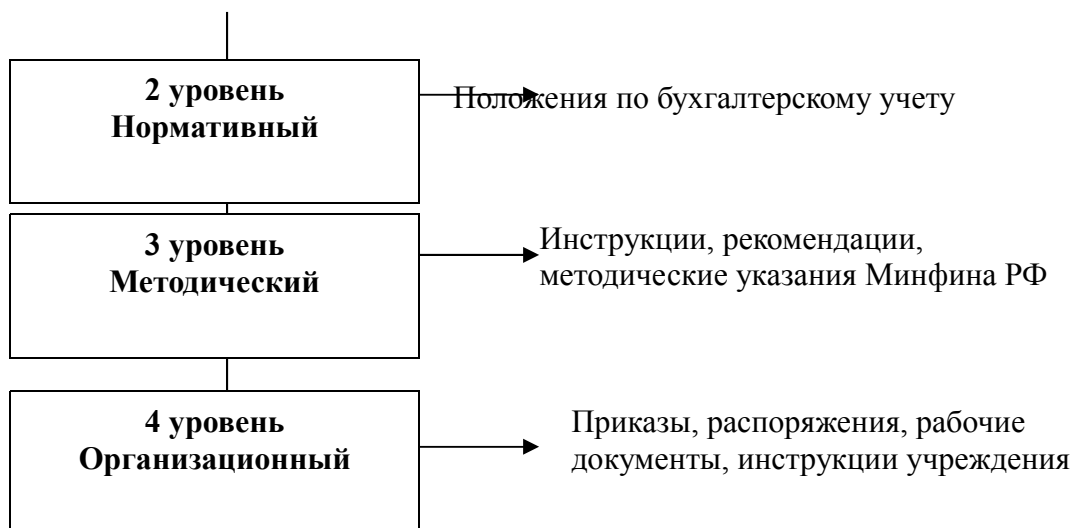 2 уровень
Нормативный
Положения по бухгалтерскому учету
3 уровень
Методический
Инструкции, рекомендации,
методические указания Минфина РФ
4 уровень
Организационный
Приказы, распоряжения, рабочие
документы, инструкции учреждения